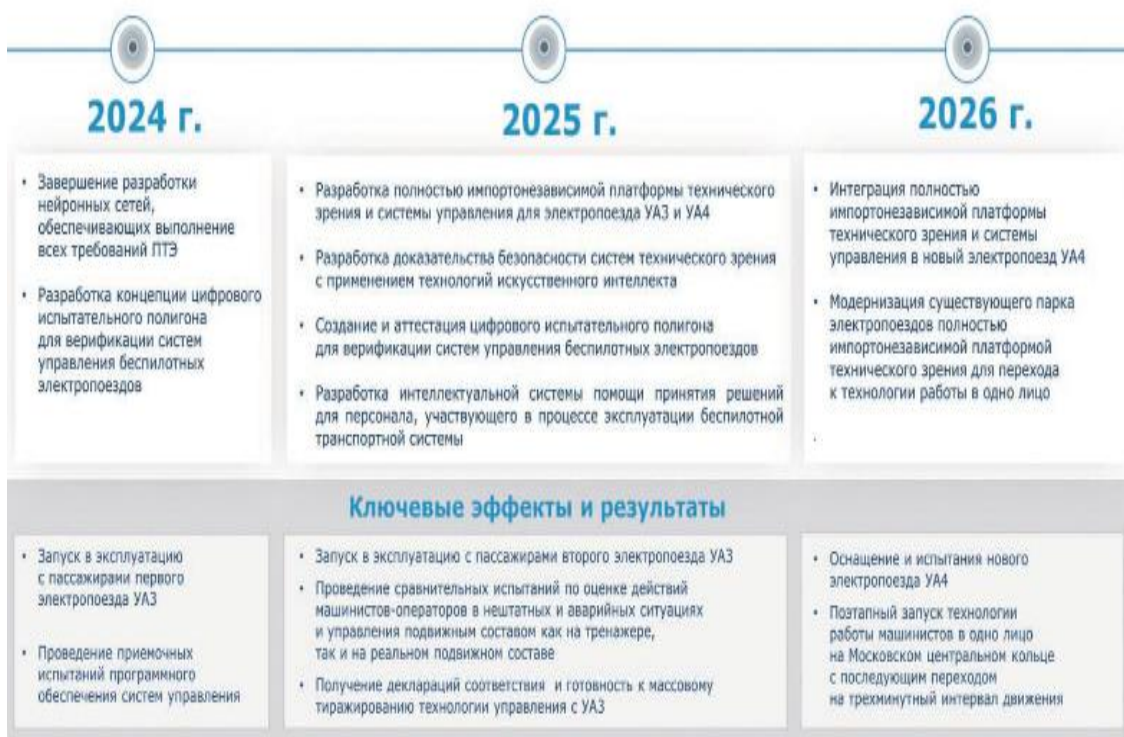 2024 г.
• Завершение разработки
нейронных сетей,
обеспечивающих выполнение
всех требований ПТЭ
• Разработка концепции цифрового
испытательного полигона
для верификации систем
управления беспилотных
электропоездов
2025 г.
• Разработка полностью импортонезависимой платформы технического
зрения и системы управления для электропоезда УА3 и УА4
• Разработка доказательства безопасности систем технического зрения
с применением технологий искусственного интеллекта
• Создание и аттестация цифрового испытательного полигона
для верификации систем управления беспилотных электропоездов
• Разработка интеллектуальной системы помощи принятия решений
для персонала, участвующего в процессе эксплуатации беспилотной
транспортной системы
2026 г.
• Интеграция полностью
импортонезависимой платформы
технического зрения и системы
управления в новый электропоезд УА4
• Модернизация существующего парка
электропоездов полностью
импортонезависимой платформой
технического зрения для перехода
к технологии работы в одно лицо
.
Ключевые эффекты и результаты
• Запуск в эксплуатацию
с пассажирами первого
электропоезда УА3
• Проведение приемочных
испытаний программного
обеспечения систем управления
• Запуск в эксплуатацию с пассажирами второго электропоезда УА3
• Проведение сравнительных испытаний по оценке действий
машинистов-операторов в нештатных и аварийных ситуациях
и управления подвижным составом как на тренажере,
так и на реальном подвижном составе
• Получение деклараций соответствия и готовность к массовому
тиражированию технологии управления с УА3
• Оснащение и испытания нового
электропоезда УА4
• Поэтапный запуск технологии
работы машинистов в одно лицо
на Московском центральном кольце
с последующим переходом
на трехминутный интервал движения